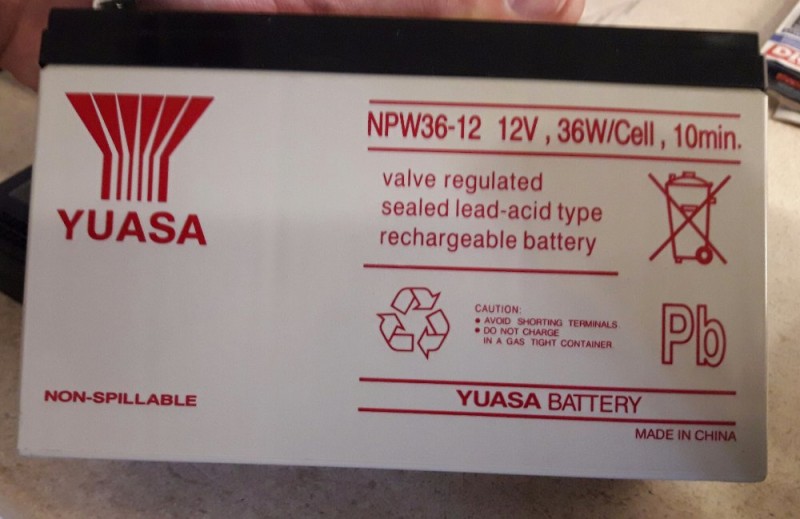 YUASA
NPW36-12 12V , 36W/Cell , 10min.
valve regulated
sealed lead-acid type
rechargeable battery
CAUTION:
● AVOID SHORTING TERMINALS
● DO NOT CHARGE
IN A GAS TIGHT CONTAINER.
Pb
NON-SPILLABLE
YUASA BATTERY
MADE IN CHINA